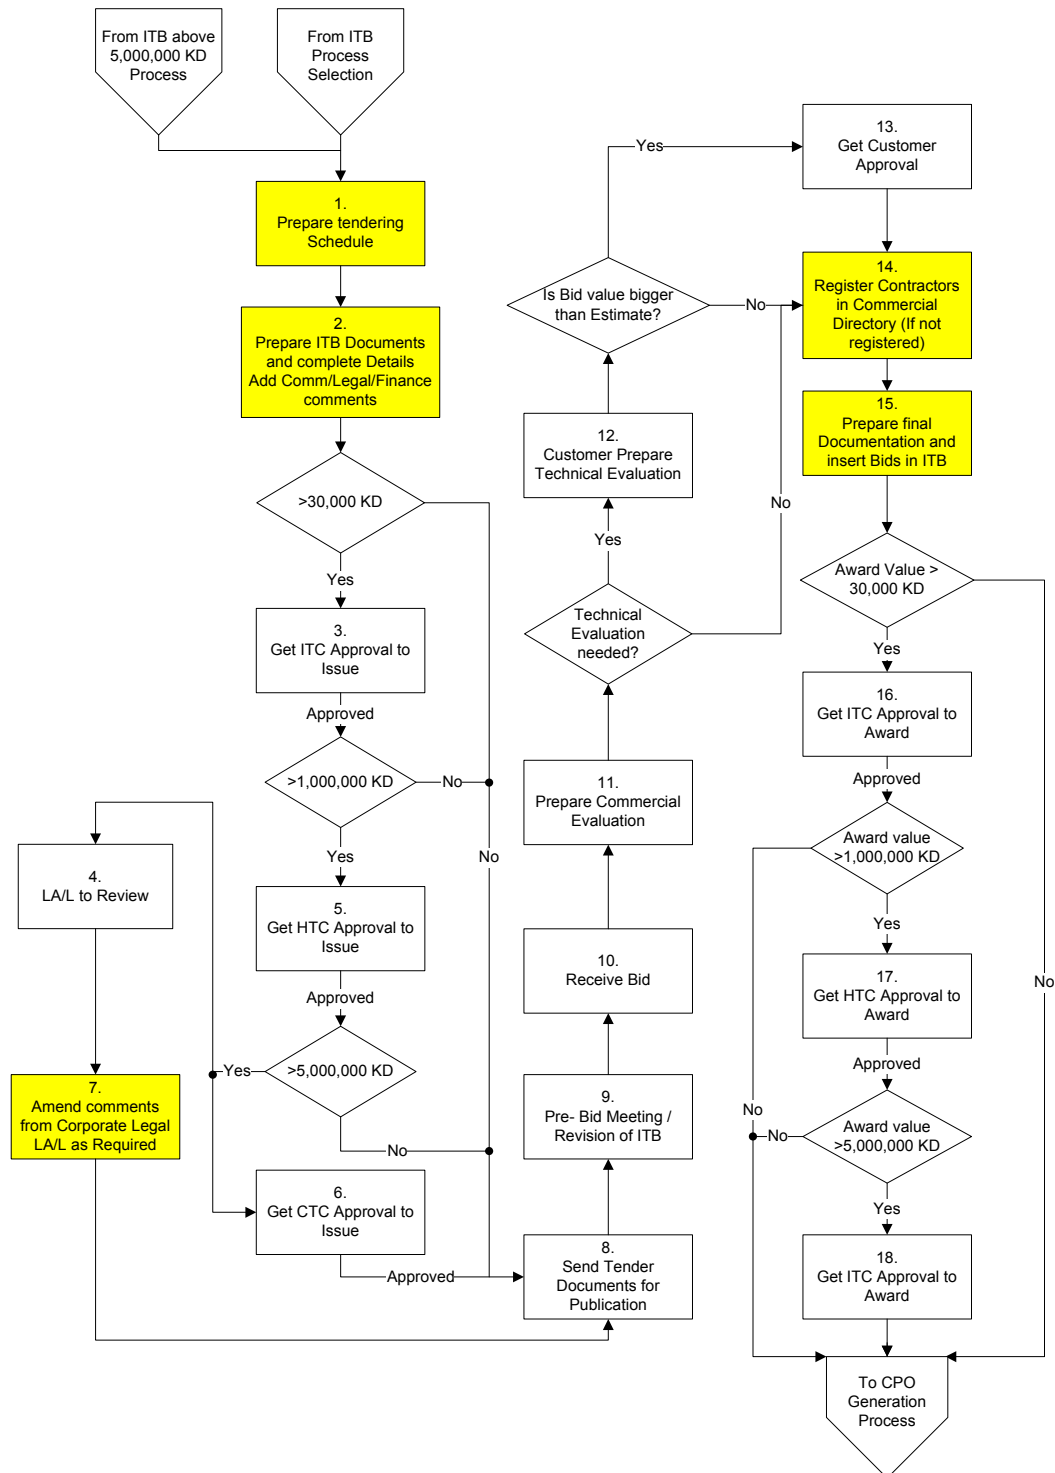 From ITB above
5,000,000 KD
Process
From ITB
Process
Selection
1.
Prepare tendering
Schedule
2.
Prepare ITB Documents
and complete Details
Add Comm/Legal/Finance
comments
>30,000 KD
Yes
3.
Get ITC Approval to
Issue
Approved
>1,000,000 KD
No
Yes
No
4.
LA/L to Review
5.
Get HTC Approval to
Issue
Approved
>5,000,000 KD
Yes
No
7.
Amend comments
from Corporate Legal
LA/L as Required
6.
Get CTC Approval to
Issue
Approved
8.
Send Tender
Documents for
Publication
9.
Pre- Bid Meeting /
Revision of ITB
10.
Receive Bid
11.
Prepare Commercial
Evaluation
Technical
Evaluation
needed?
Yes
No
12.
Customer Prepare
Technical Evaluation
Is Bid value bigger
than Estimate?
No
Yes
13.
Get Customer
Approval
14.
Register Contractors
in Commercial
Directory (If not
registered)
15.
Prepare final
Documentation and
insert Bids in ITB
Award Value >
30,000 KD
Yes
No
16.
Get ITC Approval to
Award
Approved
Award value
>1,000,000 KD
Yes
No
17.
Get HTC Approval to
Award
Approved
Award value
>5,000,000 KD
No
Yes
18.
Get ITC Approval to
Award
To CPO
Generation
Process